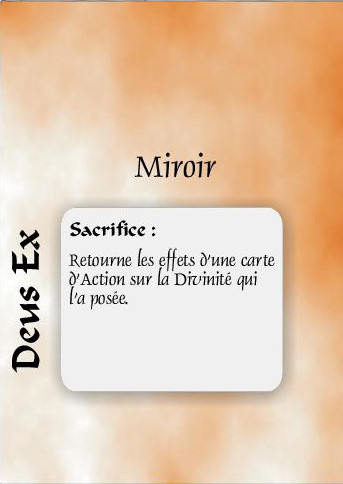 Miroir
Sacrifice :
Retourne les effets d'une carte
d'Action sur la Divinité qui
l'a posée.
Deus Ex